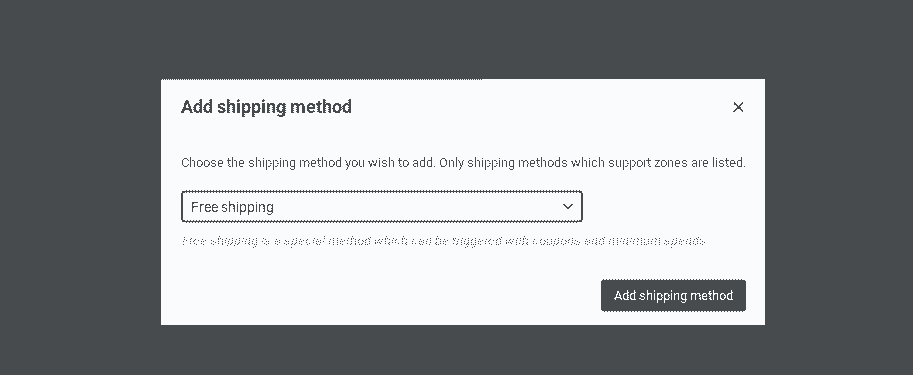 Add shipping method
Choose the shipping method you wish to add. Only shipping methods which support zones are listed.
Free shipping
Free shipping is a special method which can be triggered with coupons and minimum spends.
Add shipping method